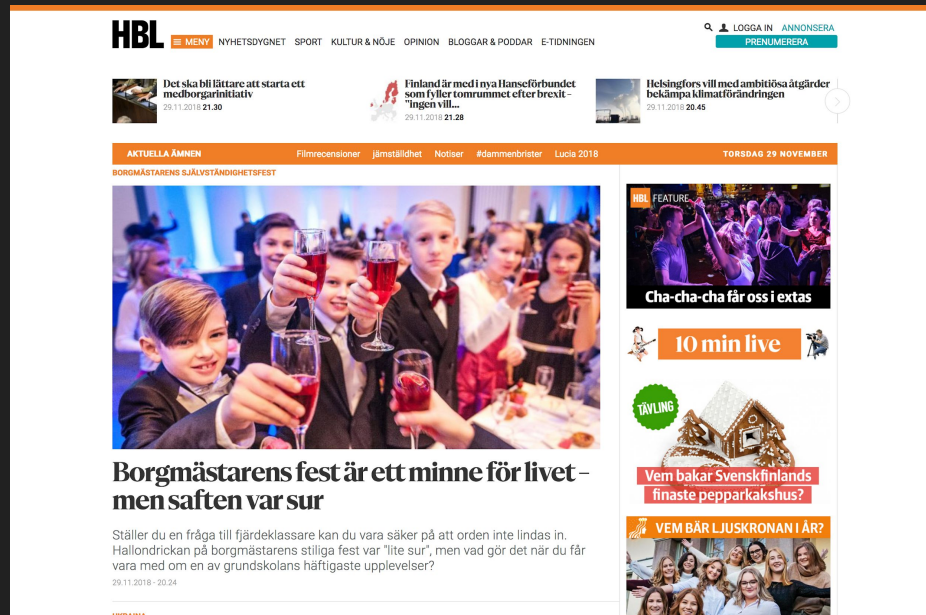 HBL
MENY
NYHETSDYGNET
SPORT
KULTUR & NÖJE
OPINION
BLOGGAR & PODDAR
E-TIDNINGEN
LOGGA IN
ANNONSERA
PRENUMERERA
Det ska bli lättare att starta ett
medborgarinitiativ
29.11.2018 21.30
Finland är med i nya Hanseförbundet
som fyller tomrummet efter brexit –
"ingen vill...
29.11.2018 21.28
Helsingfors vill med ambitiösa åtgärder
bekämpa klimatförändringen
29.11.2018 20.45
AKTUELLA ÄMNEN
Filmrecensioner
jämställdhet
Notiser
#dammenbrister
Lucia 2018
TORSDAG 29 NOVEMBER
BORGMÄSTARENS SJÄLVSTÄNDIGHETSFEST
Borgmästarens fest är ett minne för livet –
men saften var sur
Ställer du en fråga till fjärdeklassare kan du vara säker på att orden inte lindas in.
Hallondrickan på borgmästarens stiliga fest var "lite sur", men vad gör det när du får
vara med om en av grundskolans häftigaste upplevelser?
29.11.2018 - 20.24
HBL FEATURE
Cha-cha-cha får oss i extas
10 min live
TÄVLING
Vem bakar Svenskfinlands
finaste pepparkakshus?
VEM BÄR LJUSKRONAN I ÅR?